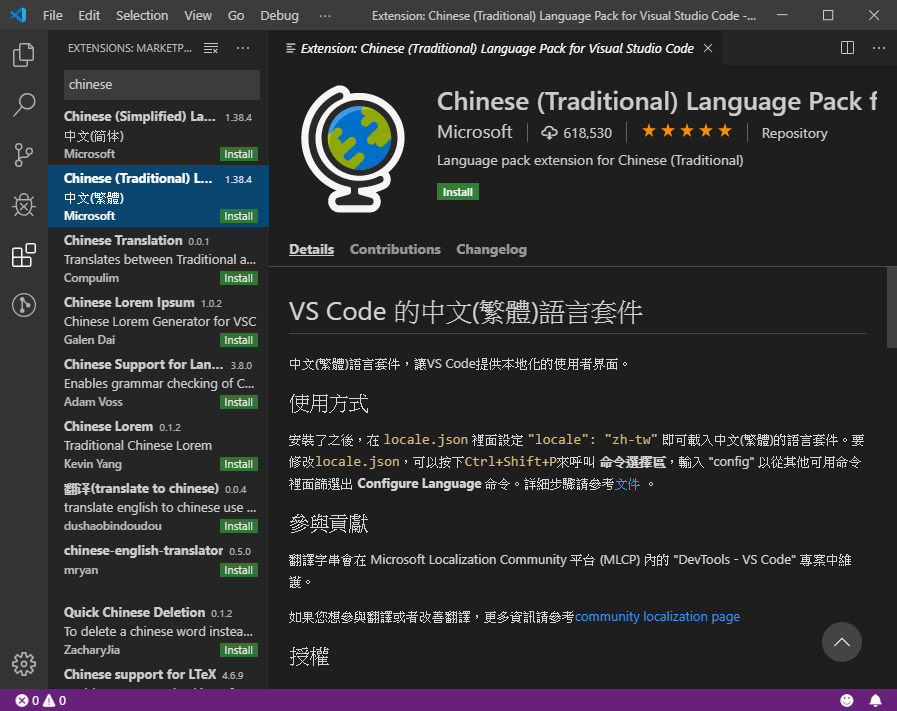 File Edit Selection View Go Debug ··· Extension: Chinese (Traditional) Language Pack for Visual Studio Code -...
EXTENSIONS: MARKETP...
chinese
Chinese (Simplified) La... 1.38.4
中文(简体)
Microsoft Install
Chinese (Traditional) L... 1.38.4
中文(繁體)
Microsoft Install
Chinese Translation 0.0.1
Translates between Traditional a...
Compulim Install
Chinese Lorem Ipsum 1.0.2
Chinese Lorem Generator for VSC
Galen Dai Install
Chinese Support for Lan... 3.8.0
Enables grammar checking of C...
Adam Voss Install
Chinese Lorem 0.1.2
Traditional Chinese Lorem
Kevin Yang Install
翻译(translate to chinese) 0.0.4
translate english to chinese use ...
dushaobindoudou Install
chinese-english-translator 0.5.0
mryan Install
Quick Chinese Deletion 0.1.2
To delete a chinese word instea...
ZacharyJia Install
Chinese support for LTeX 4.6.9
Extension: Chinese (Traditional) Language Pack for Visual Studio Code
Chinese (Traditional) Language Pack f
Microsoft 618,530 Repository
Language pack extension for Chinese (Traditional)
Install
Details Contributions Changelog
VS Code 的中文(繁體)語言套件
中文(繁體)語言套件，讓VS Code提供本地化的使用者界面。
使用方式
安裝了之後，在 locale.json 裡面設定 "locale": "zh-tw" 即可載入中文(繁體)的語言套件。要
修改locale.json，可以按下Ctrl+Shift+P來呼叫 命令選擇區，輸入 "config" 以從其他可用命令
裡面篩選出 Configure Language 命令。詳細步驟請參考文件 。
參與貢獻
翻譯字串會在 Microsoft Localization Community 平台 (MLCP) 內的 "DevTools - VS Code" 專案中維
護。
如果您想參與翻譯或者改善翻譯，更多資訊請參考community localization page
授權
0 0